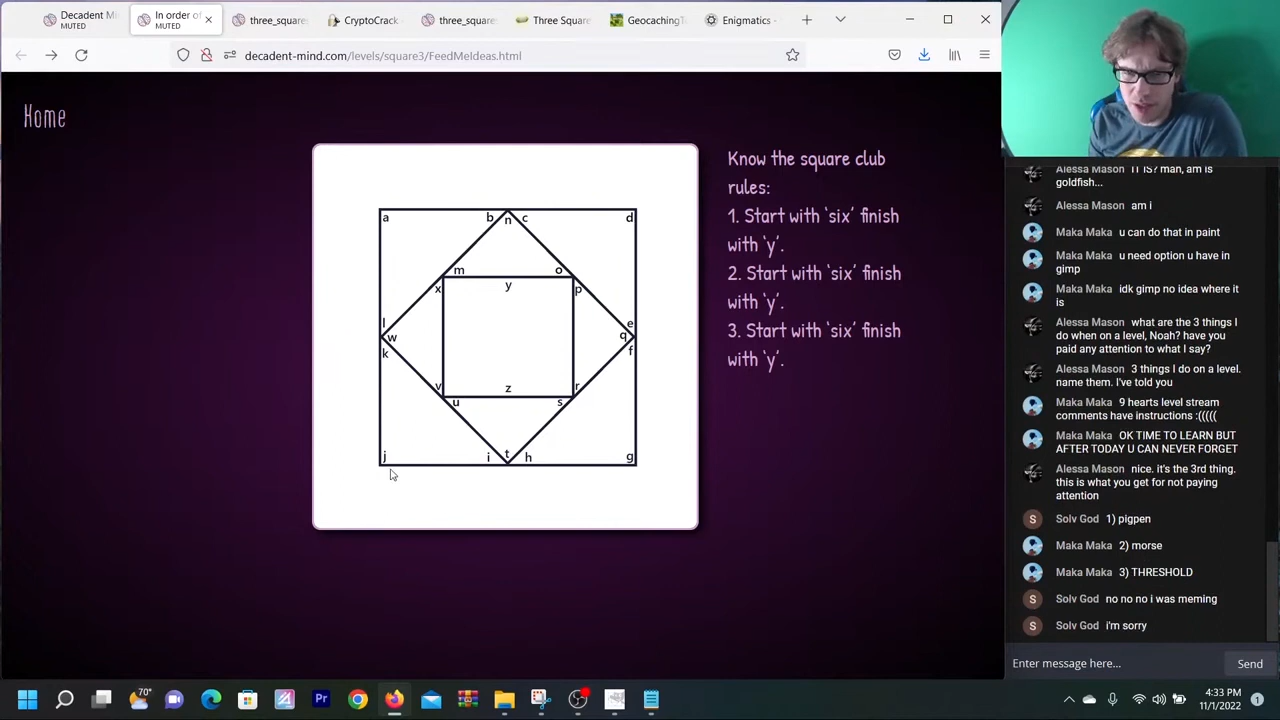 Decadent Mi
MUTED
In order of
MUTED
three_square
CryptoCrack
three_square
Three Square
GeocachingTo
Enigmatics -
decadent-mind.com/levels/square3/FeedMeIdeas.html
Home
Know the square club
rules:
1. Start with ‘six’ finish
with ‘y’.
2. Start with ‘six’ finish
with ‘y’.
3. Start with ‘six’ finish
with ‘y’.
a b n c d
m o
x y p
l e
w q
k f
v z r
u s
j i t h g
Alessa Mason IT IS? man, am is
goldfish...
Alessa Mason am i
Maka Maka u can do that in paint
Maka Maka u need option u have in
gimp
Maka Maka idk gimp no idea where it
is
Alessa Mason what are the 3 things I
do when on a level, Noah? have you
paid any attention to what I say?
Alessa Mason 3 things I do on a level.
name them. I've told you
Maka Maka 9 hearts level stream
comments have instructions :(((((
Maka Maka OK TIME TO LEARN BUT
AFTER TODAY U CAN NEVER FORGET
Alessa Mason nice. it's the 3rd thing.
this is what you get for not paying
attention
S Solv God 1) pigpen
Maka Maka 2) morse
Maka Maka 3) THRESHOLD
S Solv God no no no i was meming
S Solv God i'm sorry
Enter message here...
Send
70°
Pr
4:33 PM
11/1/2022
1